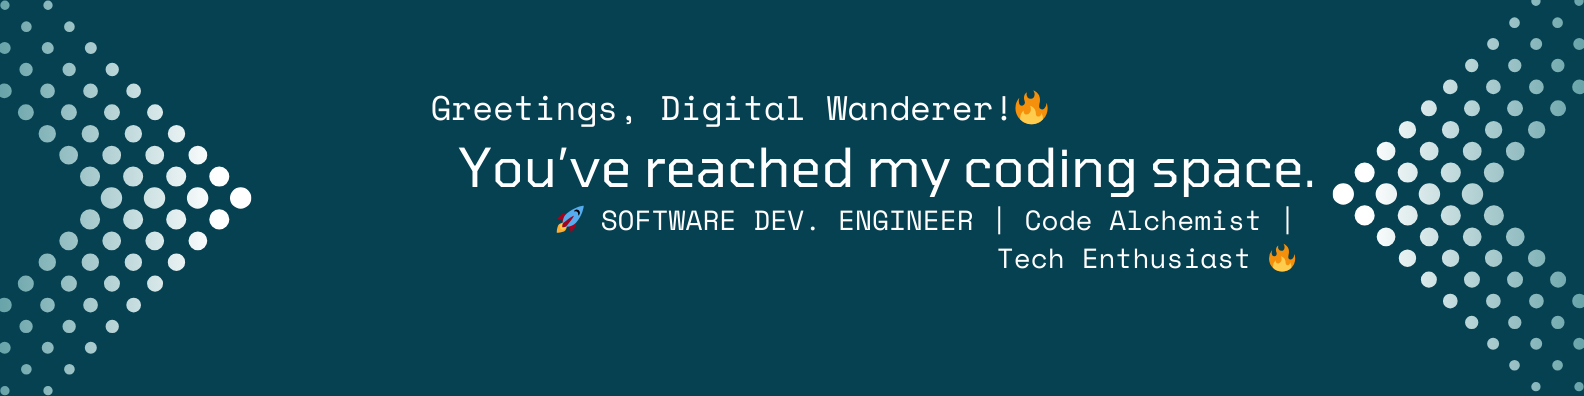 Greetings, Digital Wanderer!🔥
You've reached my coding space.
🚀 SOFTWARE DEV. ENGINEER | Code Alchemist |
Tech Enthusiast 🔥